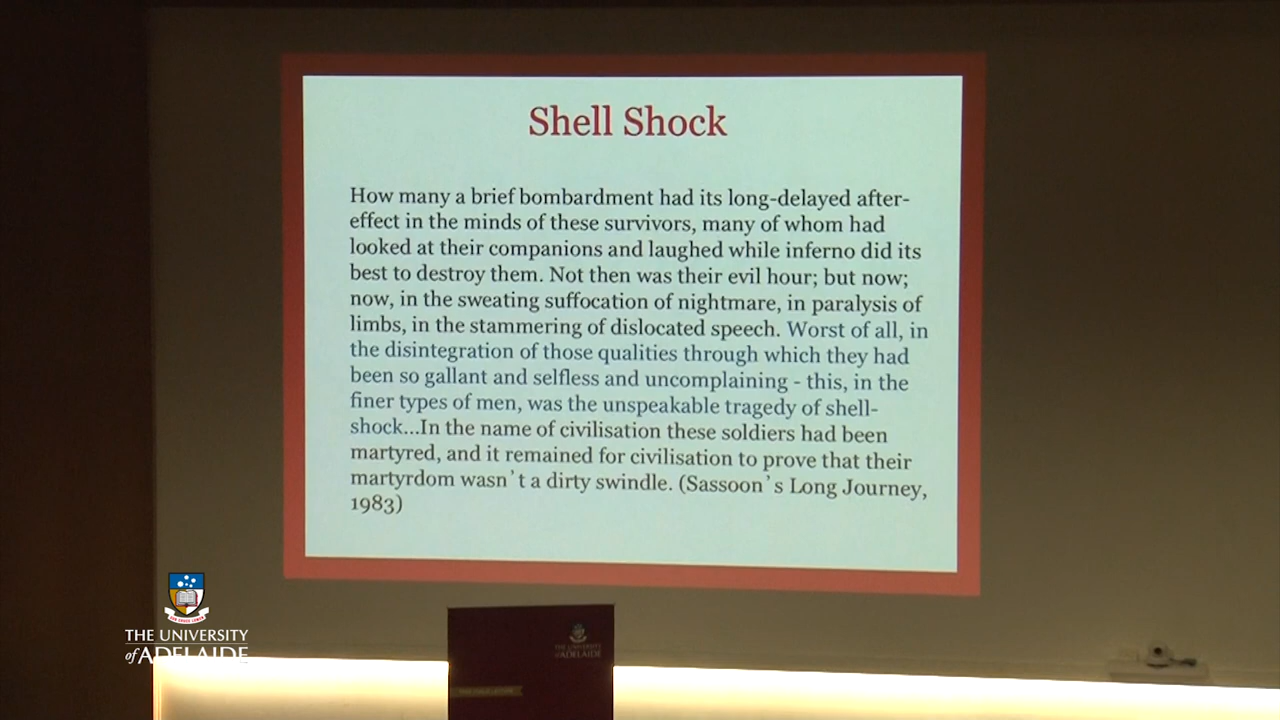 Shell Shock
How many a brief bombardment had its long-delayed after-
effect in the minds of these survivors, many of whom had
looked at their companions and laughed while inferno did its
best to destroy them. Not then was their evil hour; but now;
now, in the sweating suffocation of nightmare, in paralysis of
limbs, in the stammering of dislocated speech. Worst of all, in
the disintegration of those qualities through which they had
been so gallant and selfless and uncomplaining - this, in the
finer types of men, was the unspeakable tragedy of shell-
shock...In the name of civilisation these soldiers had been
martyred, and it remained for civilisation to prove that their
martyrdom wasn't a dirty swindle. (Sassoon's Long Journey,
1983)
THE UNIVERSITY
of ADELAIDE
THE UNIVERSITY
of ADELAIDE